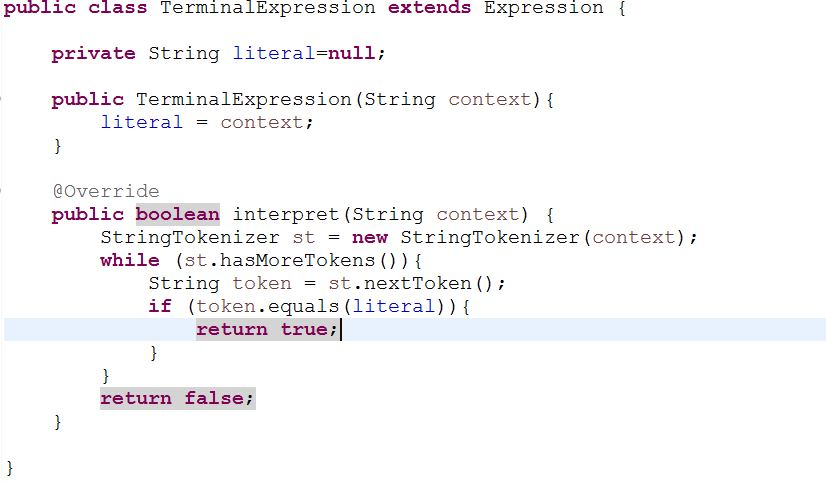 public class TerminalExpression extends Expression {
private String literal=null;
public TerminalExpression(String context){
literal = context;
}
@Override
public boolean interpret(String context) {
StringTokenizer st = new StringTokenizer(context);
while (st.hasMoreTokens()){
String token = st.nextToken();
if (token.equals(literal)){
return true;
}
}
return false;
}
}